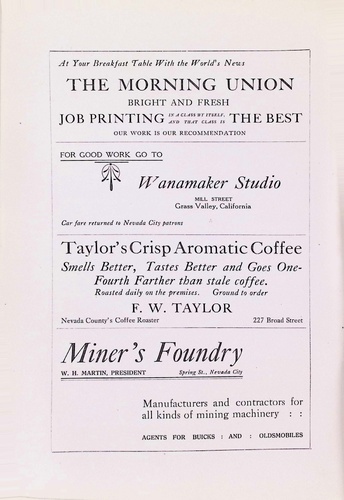 At Your Breakfast Table With the World's News
THE MORNING UNION
BRIGHT AND FRESH
JOB PRINTING IN A CLASS BY ITSELF, AND THAT CLASS IS THE BEST
OUR WORK IS OUR RECOMMENDATION
FOR GOOD WORK GO TO
Wanamaker Studio
MILL STREET
Grass Valley, California
Car fare returned to Nevada City patrons
Taylor's Crisp Aromatic Coffee
Smells Better, Tastes Better and Goes One-
Fourth Farther than stale coffee.
Roasted daily on the premises. Ground to order
F. W. TAYLOR
Nevada County's Coffee Roaster 227 Broad Street
Miner's Foundry
W. H. MARTIN, PRESIDENT Spring St., Nevada City
Manufacturers and contractors for
all kinds of mining machinery : :
AGENTS FOR BUICKS : AND : OLDSMOBILES